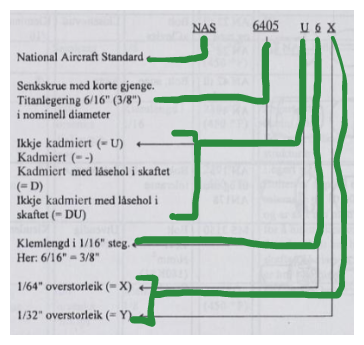 NAS 6405 U 6 X
National Aircraft Standard
Senkskrue med korte gjenge.
Titanlegering 6/16" (3/8")
i nominell diameter
Ikkje kadmiert (= U)
Kadmiert (= -)
Kadmiert med låsehol i skaftet
(= D)
Ikkje kadmiert med låsehol i
skaftet (= DU)
Klemlengd i 1/16" steg.
Her: 6/16" = 3/8"
1/64" overstorleik (= X)
1/32" overstorleik (= Y)